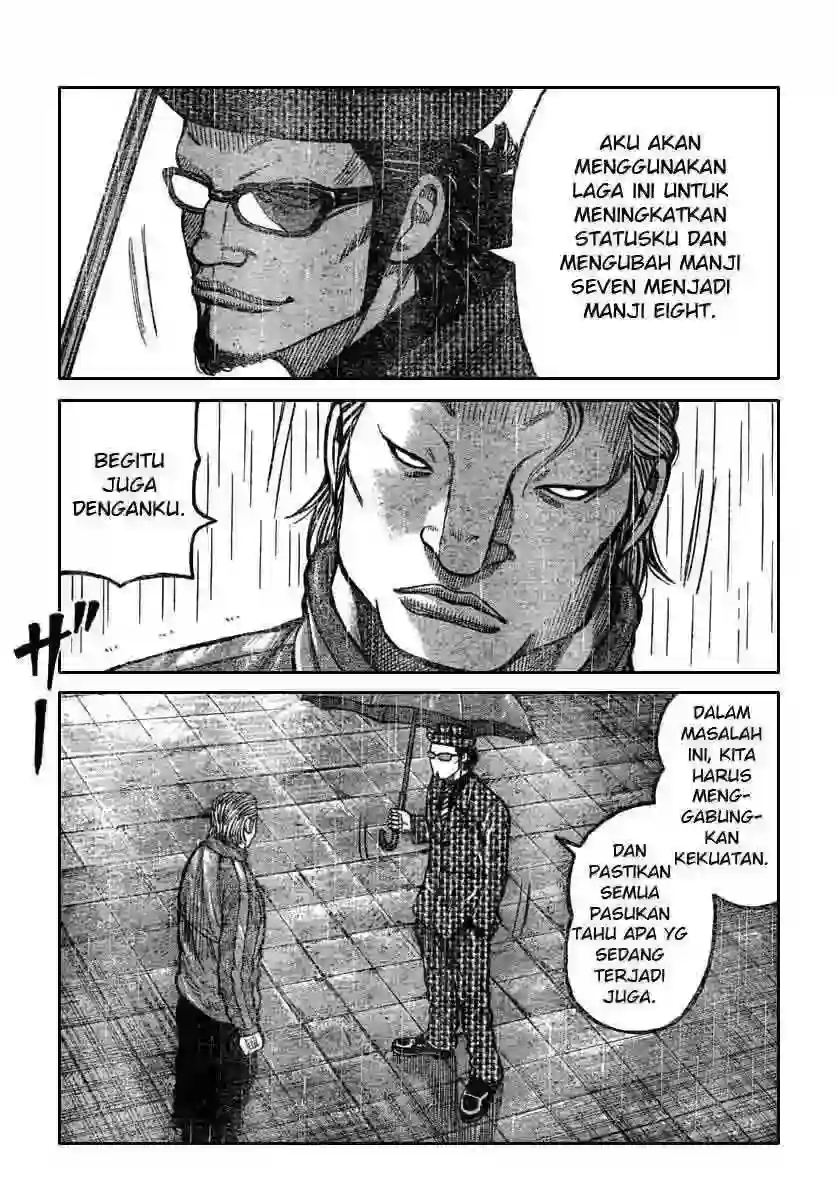 AKU AKAN
MENGGUNAKAN
LAGA INI UNTUK
MENINGKATKAN
STATUSKU DAN
MENGUBAH MANJI
SEVEN MENJADI
MANJI EIGHT.
BEGITU
JUGA
DENGANKU.
ザーッ
DALAM
MASALAH
INI, KITA
HARUS
MENG-
GABUNG-
KAN
KEKUATAN.
DAN
PASTIKAN
SEMUA
PASUKAN
TAHU APA YG
SEDANG
TERJADI
JUGA.